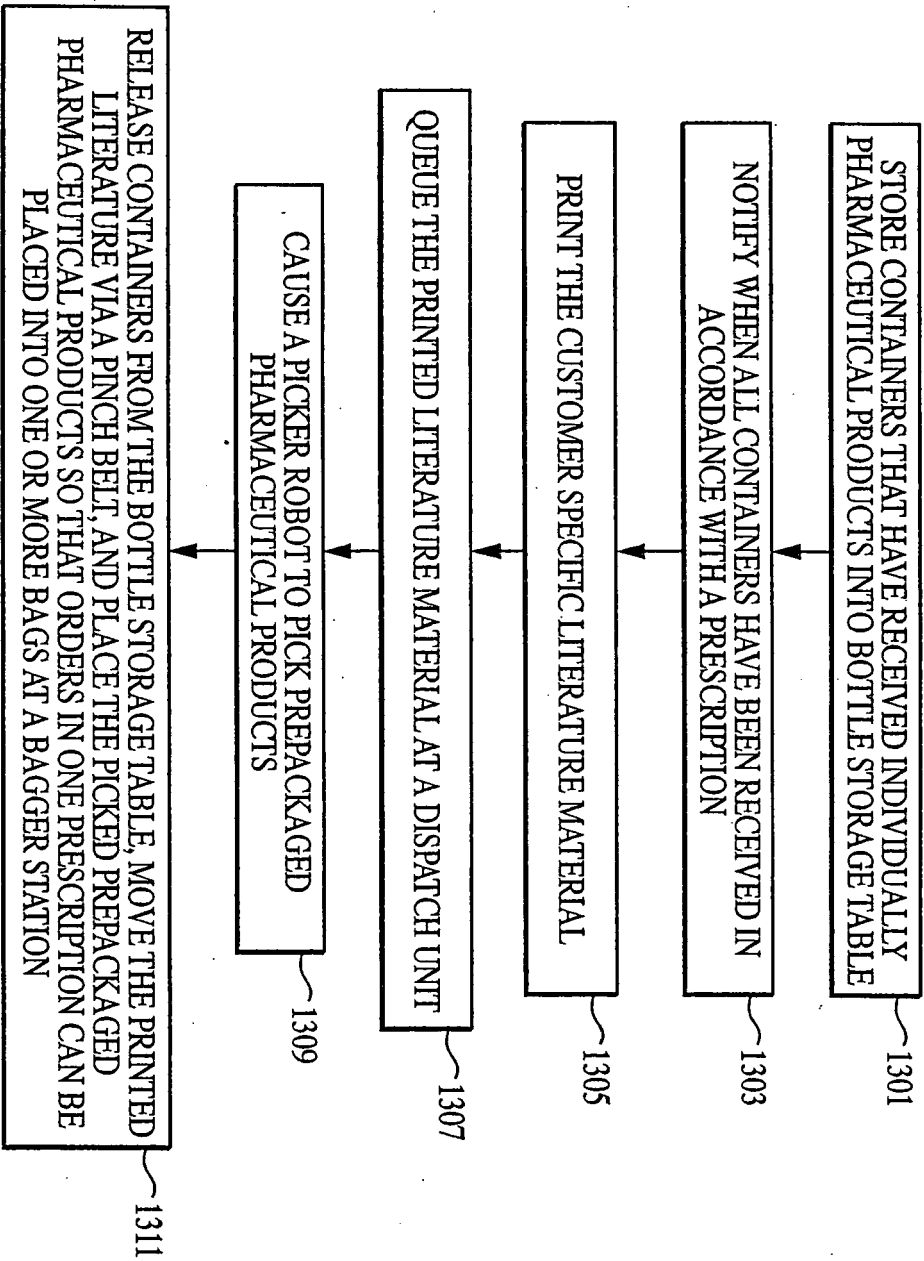 STORE CONTAINERS THAT HAVE RECEIVED INDIVIDUALLY
PHARMACEUTICAL PRODUCTS INTO BOTTLE STORAGE TABLE
1301
NOTIFY WHEN ALL CONTAINERS HAVE BEEN RECEIVED IN
ACCORDANCE WITH A PRESCRIPTION
1303
PRINT THE CUSTOMER SPECIFIC LITERATURE MATERIAL
1305
QUEUE THE PRINTED LITERATURE MATERIAL AT A DISPATCH UNIT
1307
CAUSE A PICKER ROBOT TO PICK PREPACKAGED
PHARMACEUTICAL PRODUCTS
1309
RELEASE CONTAINERS FROM THE BOTTLE STORAGE TABLE, MOVE THE PRINTED
LITERATURE VIA A PINCH BELT, AND PLACE THE PICKED PREPACKAGED
PHARMACEUTICAL PRODUCTS SO THAT ORDERS IN ONE PRESCRIPTION CAN BE
PLACED INTO ONE OR MORE BAGS AT A BAGGER STATION
1311